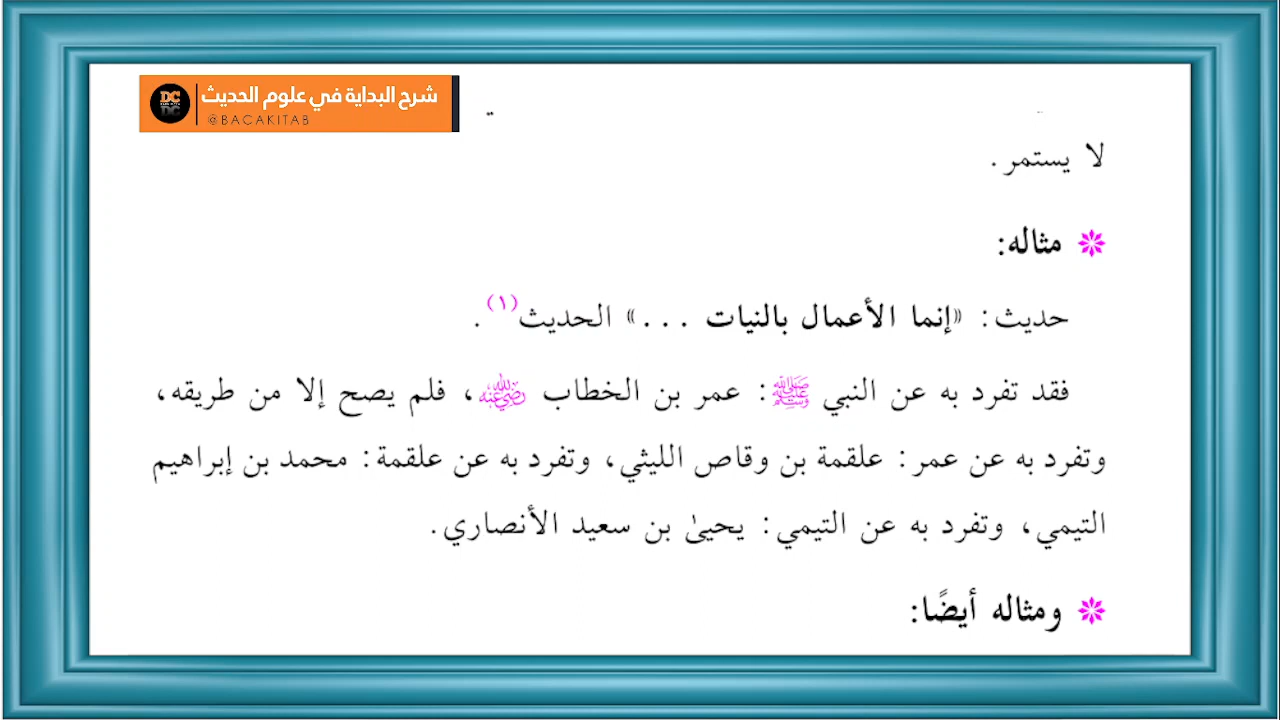 شرح البداية في علوم الحديث
@BACAKITAB
DC
لا يستمر.
مثاله:
حديث: «إنما الأعمال بالنيات ...» الحديث(١).
فقد تفرد به عن النبي ﷺ: عمر بن الخطاب رضي الله عنه، فلم يصح إلا من طريقه،
وتفرد به عن عمر: علقمة بن وقاص الليثي، وتفرد به عن علقمة: محمد بن إبراهيم
التيمي، وتفرد به عن التيمي: يحيىٰ بن سعيد الأنصاري.
ومثاله أيضًا: